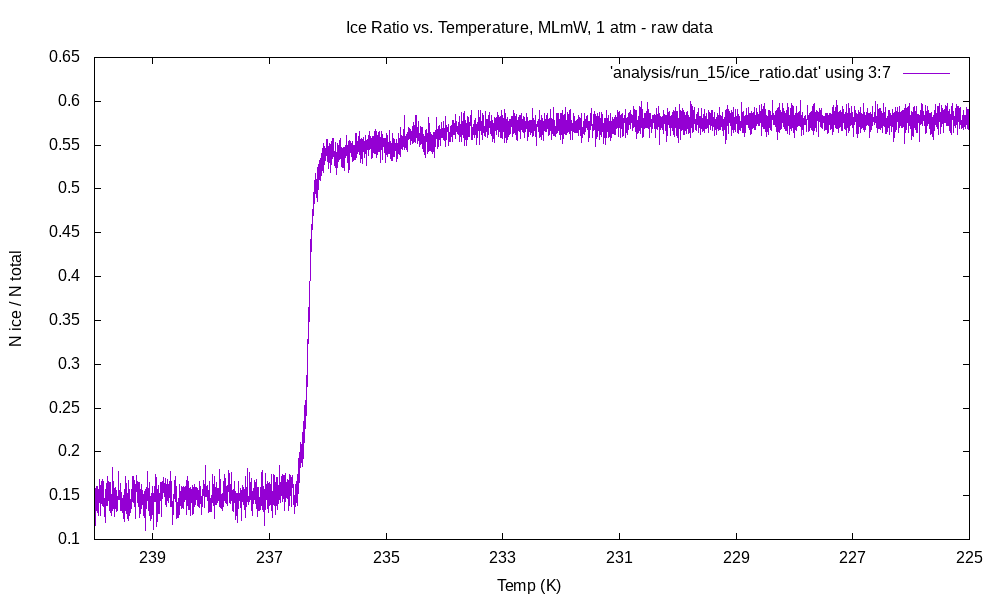 Ice Ratio vs. Temperature, MLmW, 1 atm - raw data
'analysis/run_15/ice_ratio.dat' using 3:7
N ice / N total
0.65
0.6
0.55
0.5
0.45
0.4
0.35
0.3
0.25
0.2
0.15
0.1
239 237 235 233 231 229 227 225
Temp (K)